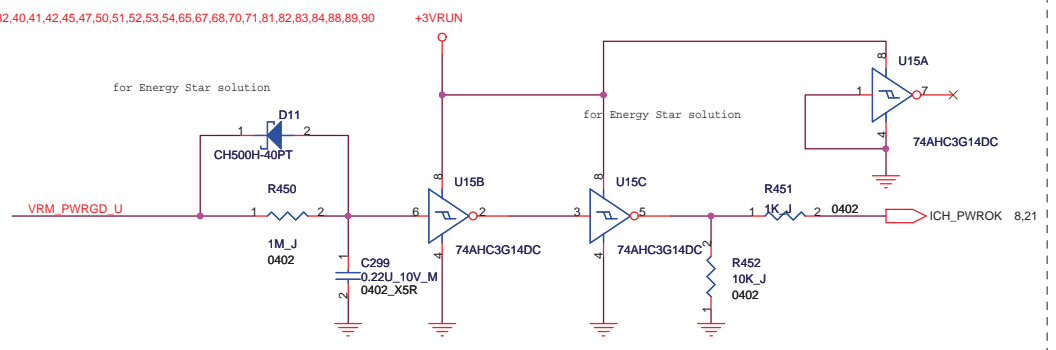 32,40,41,42,45,47,50,51,52,53,54,65,67,68,70,71,81,82,83,84,88,89,90
+3VRUN
U15A
8
1
7
4
74AHC3G14DC
for Energy Star solution
for Energy Star solution
D11
1
2
CH500H-40PT
U15B
8
6
2
4
74AHC3G14DC
U15C
8
3
5
4
74AHC3G14DC
VRM_PWRGD_U
R450
1
2
1M_J
0402
R451
1
1K_J
2
0402
ICH_PWROK
8,21
C299
1
0.22U_10V_M
0402_X5R
2
R452
2
10K_J
0402
1